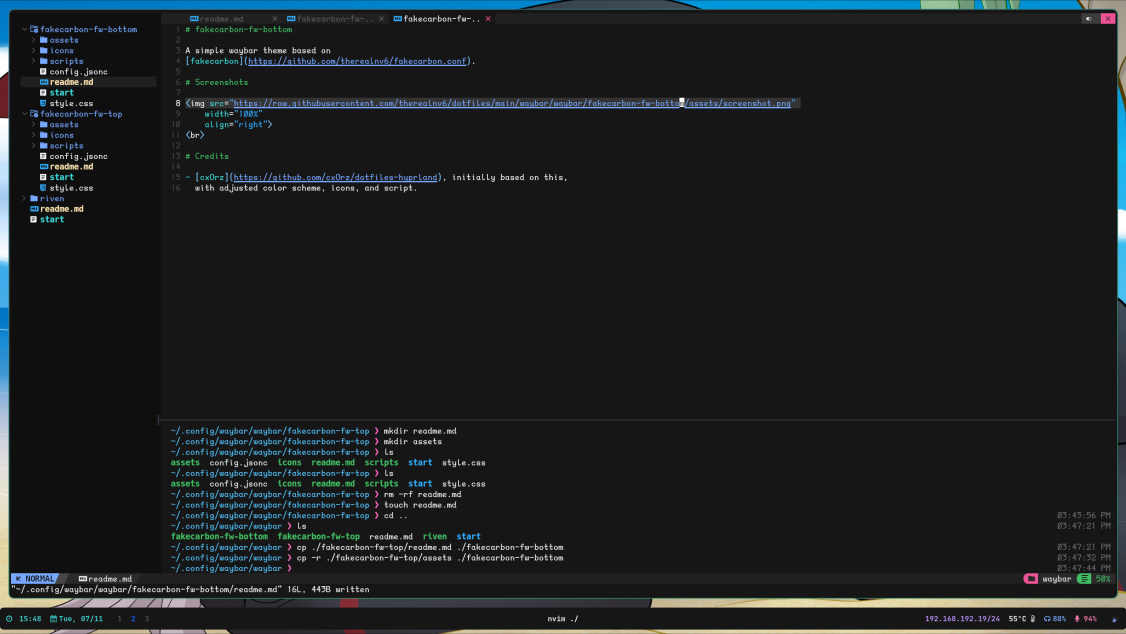 readme.md × fakecarbon-fw-.. × fakecarbon-fw-.. ×
fakecarbon-fw-bottom
assets
icons
scripts
config.jsonc
readme.md
start
style.css
fakecarbon-fw-top
assets
icons
scripts
config.jsonc
readme.md
start
style.css
riven
readme.md
start
1 # fakecarbon-fw-bottom
2
3 A simple waybar theme based on
4 [fakecarbon](https://github.com/therealnv6/fakecarbon.conf).
5
6 # Screenshots
7
8 <img src="https://raw.githubusercontent.com/therealnv6/dotfiles/main/waybar/waybar/fakecarbon-fw-bottom/assets/screenshot.png"
9 width="100%"
10 align="right">
11 <br>
12
13 # Credits
14
15 - [cxOrz](https://github.com/cxOrz/dotfiles-hyprland), initially based on this,
16 with adjusted color scheme, icons, and script.
~/.config/waybar/waybar/fakecarbon-fw-top ❯ mkdir readme.md
~/.config/waybar/waybar/fakecarbon-fw-top ❯ mkdir assets
~/.config/waybar/waybar/fakecarbon-fw-top ❯ ls
assets config.jsonc icons readme.md scripts start style.css
~/.config/waybar/waybar/fakecarbon-fw-top ❯ ls
assets config.jsonc icons readme.md scripts start style.css
~/.config/waybar/waybar/fakecarbon-fw-top ❯ rm -rf readme.md
~/.config/waybar/waybar/fakecarbon-fw-top ❯ touch readme.md
~/.config/waybar/waybar/fakecarbon-fw-top ❯ cd .. 03:43:56 PM
~/.config/waybar/waybar ❯ ls 03:47:21 PM
fakecarbon-fw-bottom fakecarbon-fw-top readme.md riven start
~/.config/waybar/waybar ❯ cp ./fakecarbon-fw-top/readme.md ./fakecarbon-fw-bottom 03:47:21 PM
~/.config/waybar/waybar ❯ cp -r ./fakecarbon-fw-top/assets ./fakecarbon-fw-bottom 03:47:32 PM
~/.config/waybar/waybar ❯ 03:47:44 PM
NORMAL readme.md waybar 50%
"~/.config/waybar/waybar/fakecarbon-fw-bottom/readme.md" 16L, 443B written
15:48 Tue, 07/11 1 2 3 nvim ./ 192.168.192.19/24 55°C 88% 94%